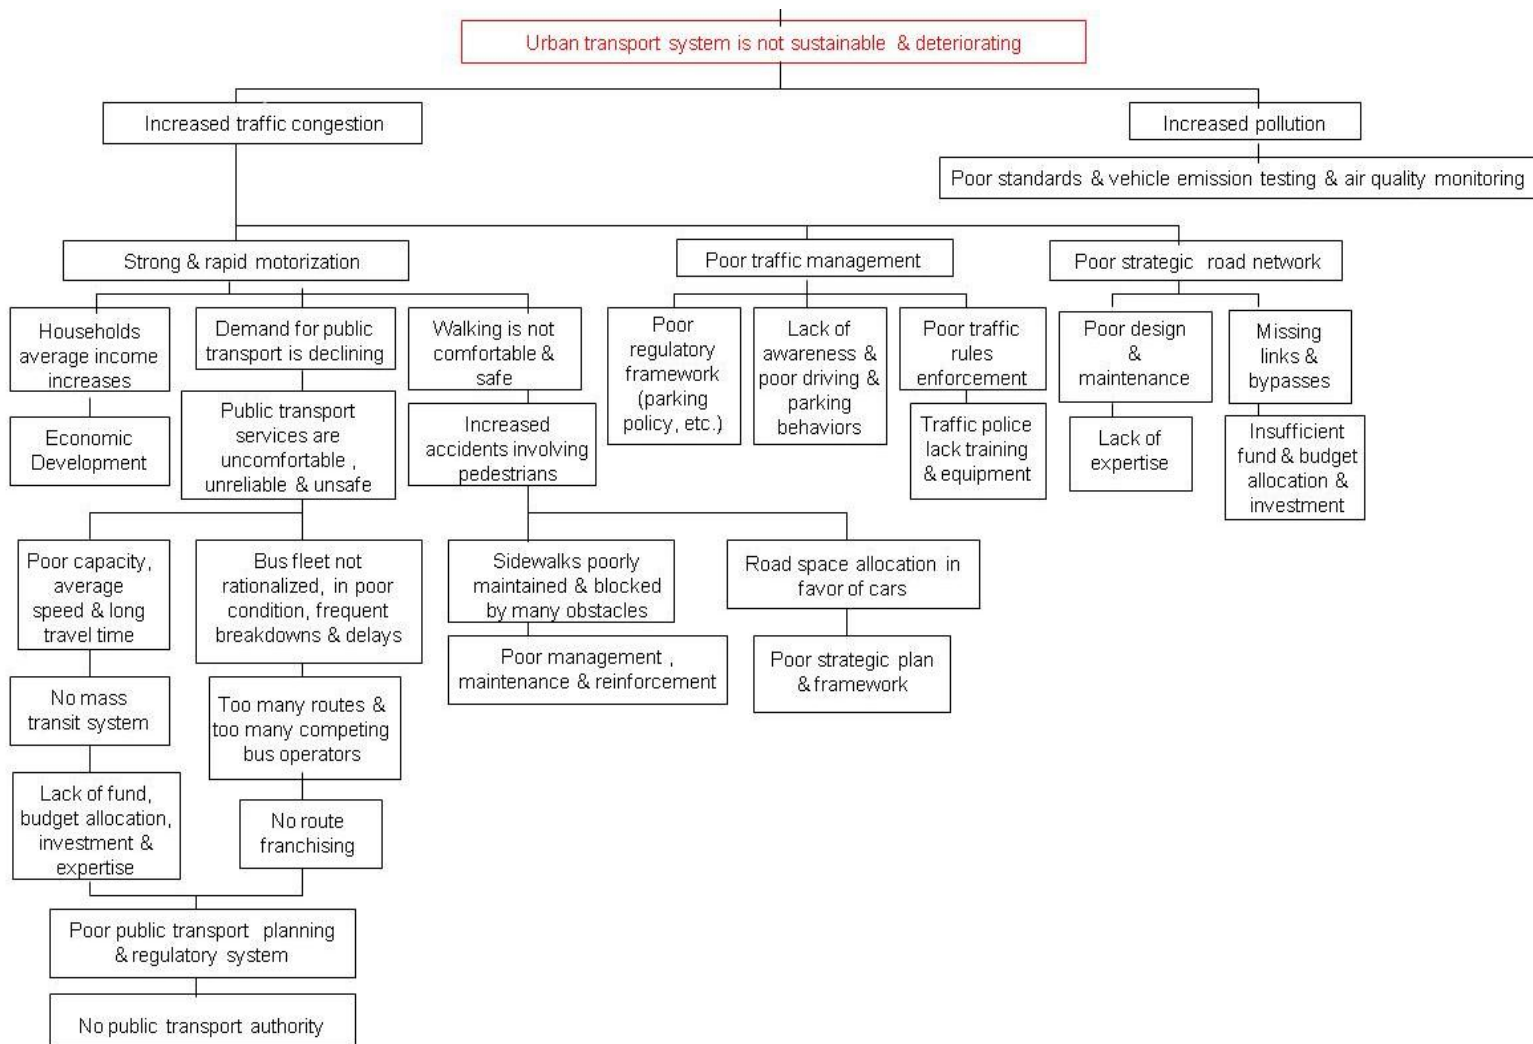 Urban transport system is not sustainable & deteriorating
Increased traffic congestion
Increased pollution
Poor standards & vehicle emission testing & air quality monitoring
Strong & rapid motorization
Poor traffic management
Poor strategic road network
Households
average income
increases
Demand for public
transport is declining
Walking is not
comfortable &
safe
Poor
regulatory
framework
(parking
policy, etc.)
Lack of
awareness &
poor driving &
parking
behaviors
Poor traffic
rules
enforcement
Poor design
&
maintenance
Missing
links &
bypasses
Economic
Development
Public transport
services are
uncomfortable ,
unreliable & unsafe
Increased
accidents involving
pedestrians
Traffic police
lack training
& equipment
Lack of
expertise
Insufficient
fund & budget
allocation &
investment
Poor capacity,
average
speed & long
travel time
Bus fleet not
rationalized, in poor
condition, frequent
breakdowns & delays
Sidewalks poorly
maintained & blocked
by many obstacles
Road space allocation in
favor of cars
Poor management ,
maintenance & reinforcement
Poor strategic plan
& framework
No mass
transit system
Too many routes &
too many competing
bus operators
Lack of fund,
budget allocation,
investment &
expertise
No route
franchising
Poor public transport planning
& regulatory system
No public transport authority